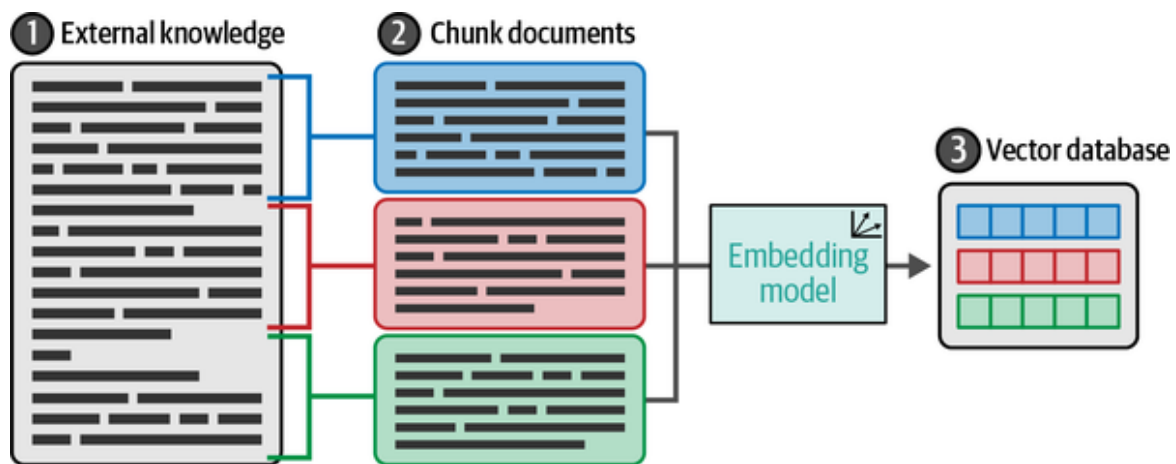 1 External knowledge
2 Chunk documents
3 Vector database
Embedding
model